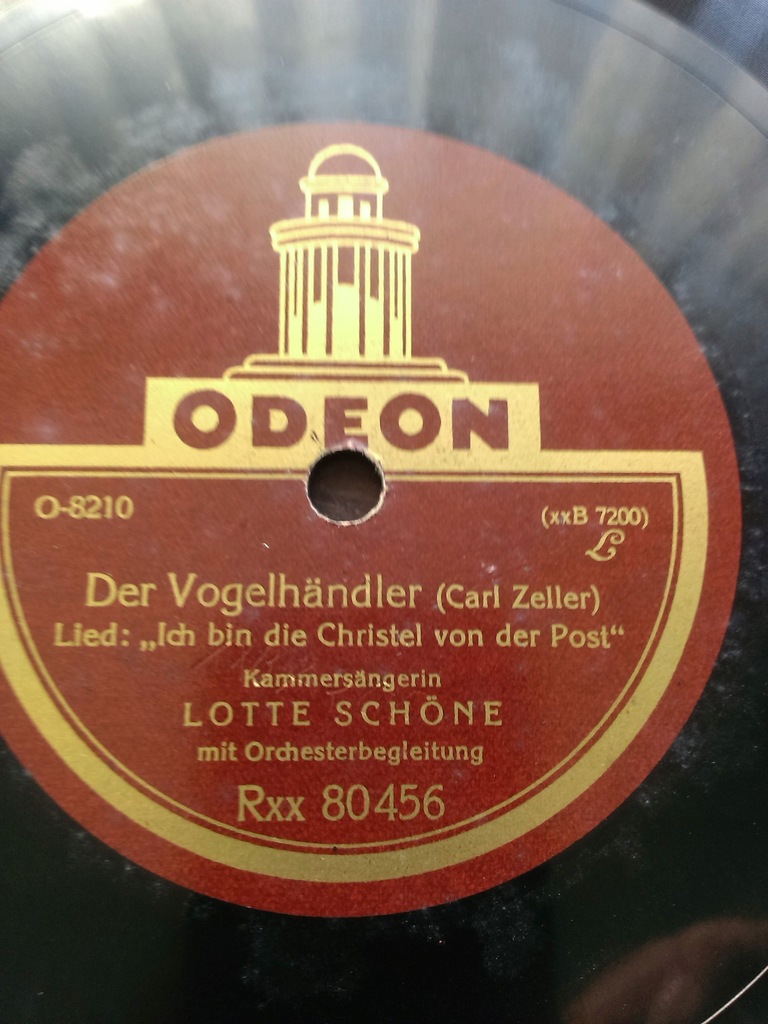 ODEON
O-8210
(xxB 7200)
L
Der Vogelhändler (Carl Zeller)
Lied: „Ich bin die Christel von der Post“
Kammersängerin
LOTTE SCHÖNE
mit Orchesterbegleitung
Rxx 80456